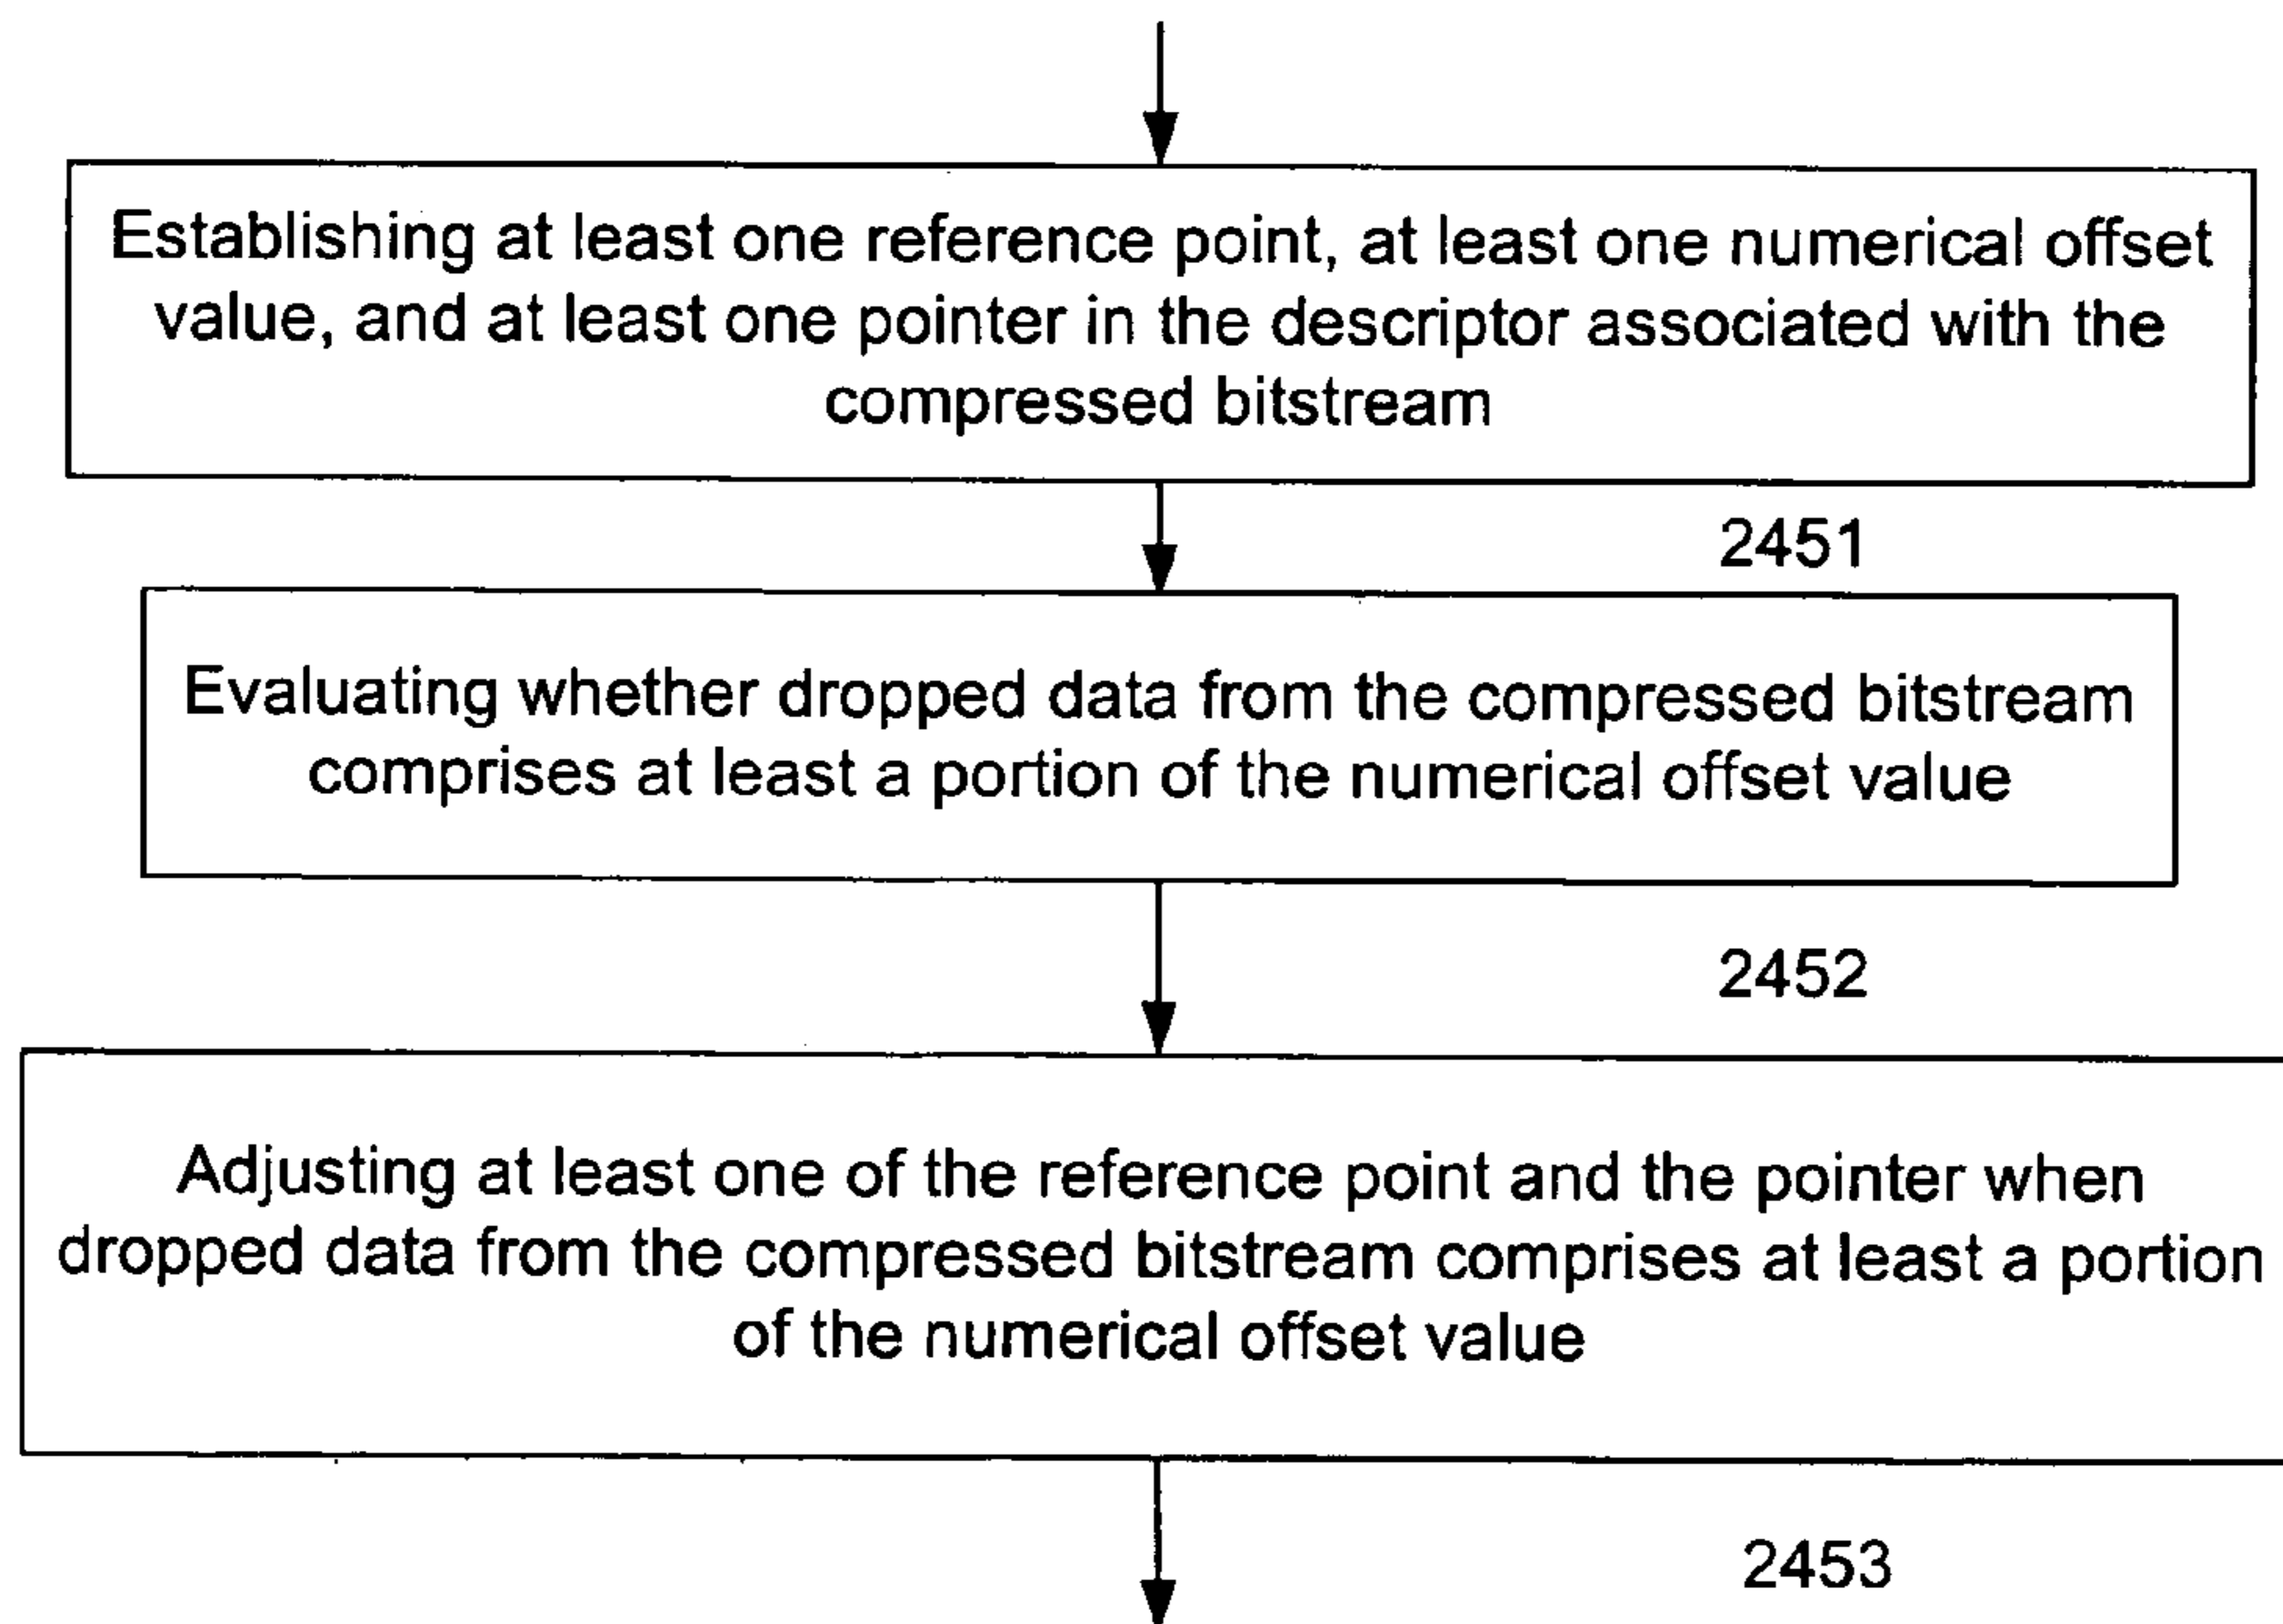 Establishing at least one reference point, at least one numerical offset
value, and at least one pointer in the descriptor associated with the
compressed bitstream
2451
Evaluating whether dropped data from the compressed bitstream
comprises at least a portion of the numerical offset value
2452
Adjusting at least one of the reference point and the pointer when
dropped data from the compressed bitstream comprises at least a portion
of the numerical offset value
2453